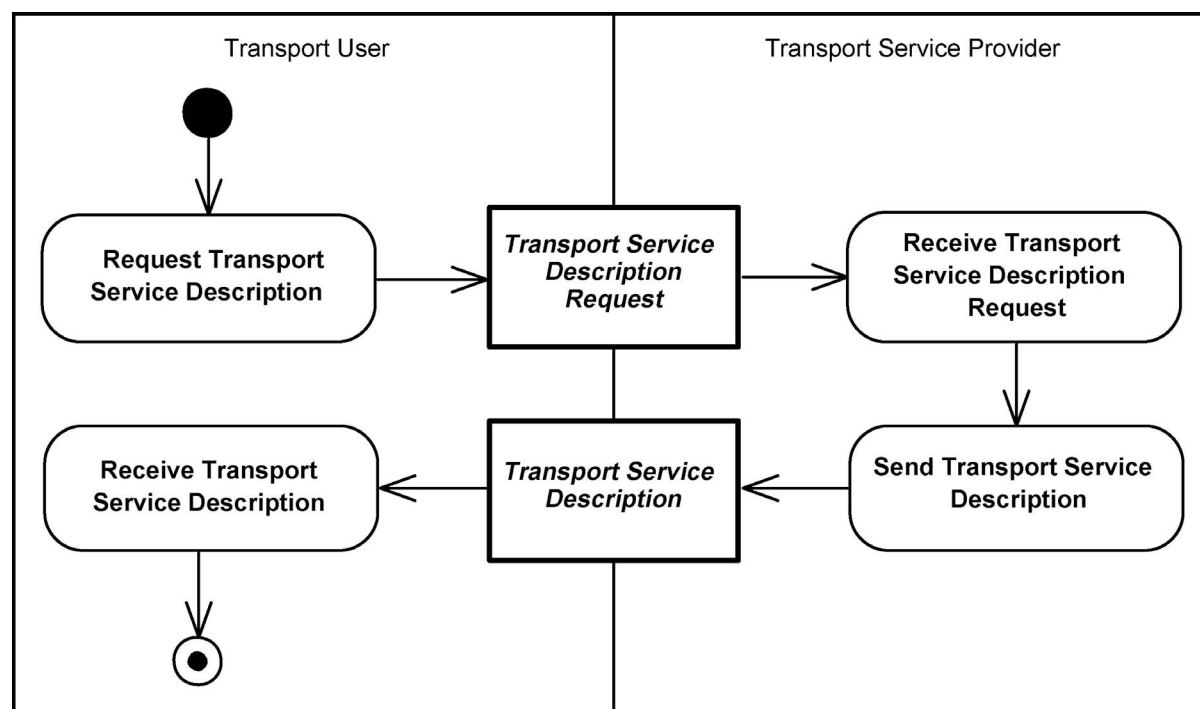 Transport User
Transport Service Provider
Request Transport
Service Description
Transport Service
Description
Request
Receive Transport
Service Description
Request
Receive Transport
Service Description
Transport Service
Description
Send Transport Service
Description